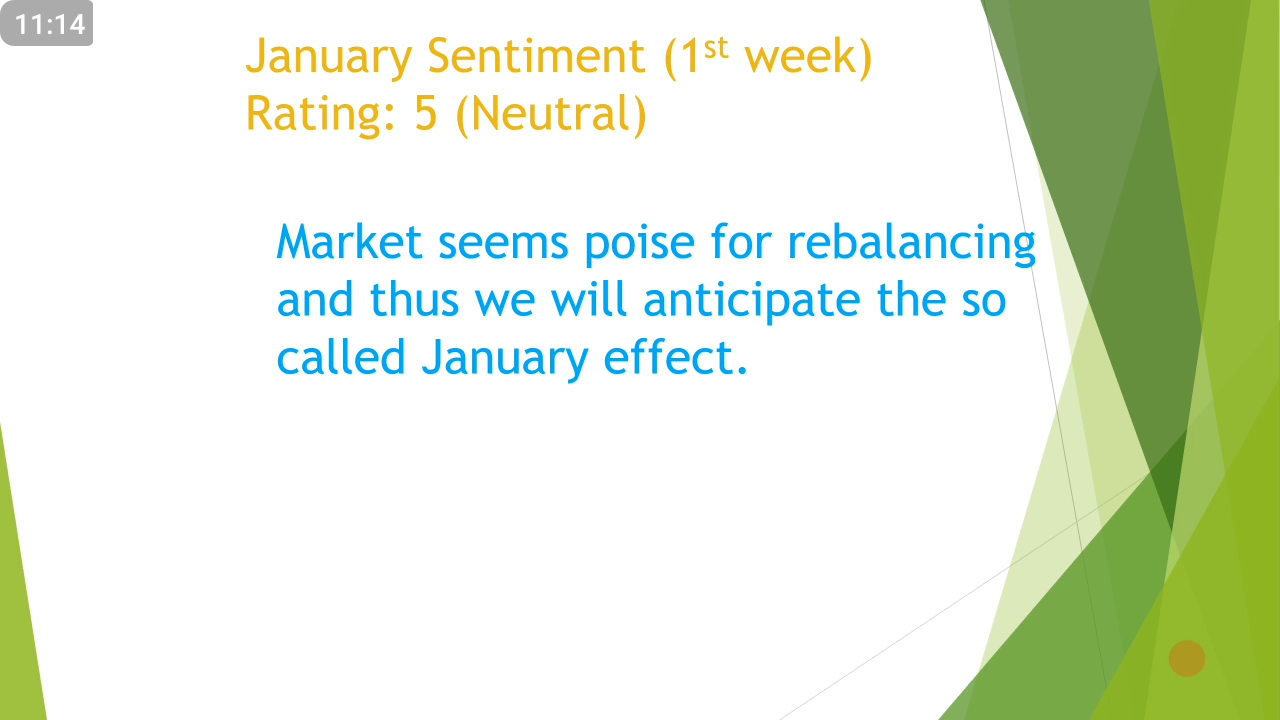 11:14
January Sentiment (1st week)
Rating: 5 (Neutral)
Market seems poise for rebalancing
and thus we will anticipate the so
called January effect.